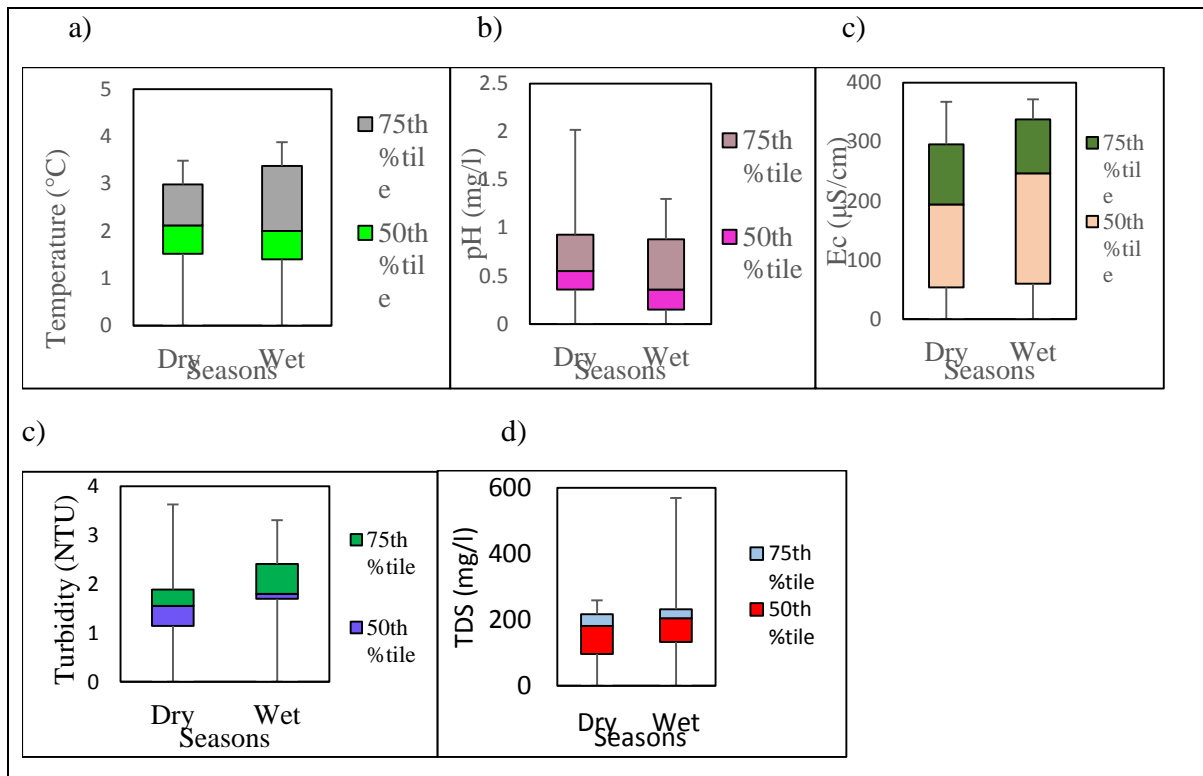 a)
b)
c)
Temperature (°C)
5
4
3
2
1
0
Dry
Wet
Seasons
75th
%til
e
50th
%til
e
pH (mg/l)
2.5
2
1.5
1
0.5
0
Dry
Wet
Seasons
75th
%tile
50th
%tile
Ec (µS/cm)
400
300
200
100
0
Dry
Wet
Seasons
75th
%til
e
50th
%til
e
c)
d)
Turbidity (NTU)
4
3
2
1
0
Dry
Wet
Seasons
75th
%tile
50th
%tile
TDS (mg/l)
600
400
200
0
Dry
Wet
Seasons
75th
%tile
50th
%tile